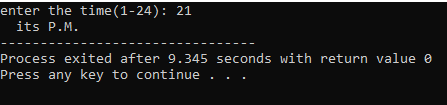 enter the time(1-24): 21
  its P.M.
--------------------------------
Process exited after 9.345 seconds with return value 0
Press any key to continue . . .